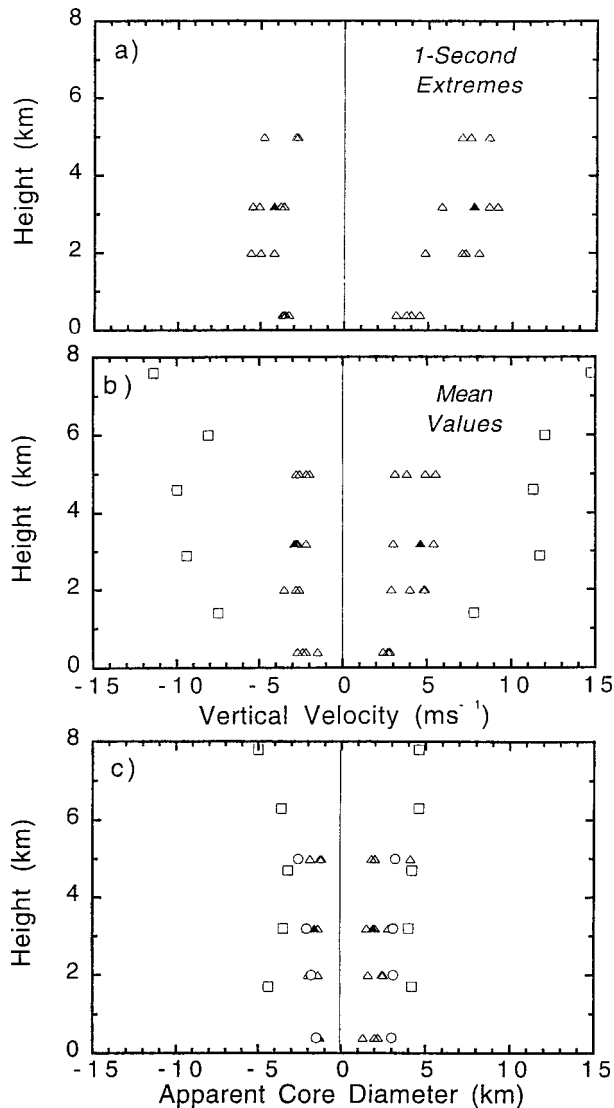 8
a)
1-Second
Extremes
6
Height (km)
4
2
0
8
b)
Mean
Values
6
Height (km)
4
2
0
-15 -10 -5 0 5 10 15
Vertical Velocity (ms⁻¹)
8
c)
6
Height (km)
4
2
0
-15 -10 -5 0 5 10 15
Apparent Core Diameter (km)